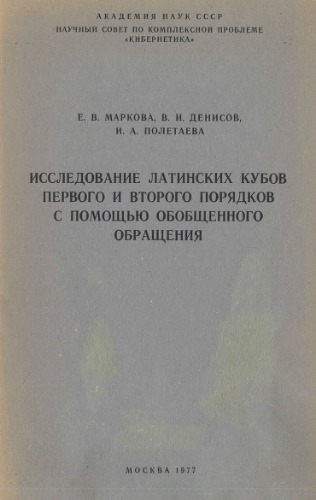 АКАДЕМИЯ НАУК СССР
НАУЧНЫЙ СОВЕТ ПО КОМПЛЕКСНОЙ ПРОБЛЕМЕ
«КИБЕРНЕТИКА»
Е. В. МАРКОВА, В. И. ДЕНИСОВ,
И. А. ПОЛЕТАЕВА
ИССЛЕДОВАНИЕ ЛАТИНСКИХ КУБОВ
ПЕРВОГО И ВТОРОГО ПОРЯДКОВ
С ПОМОЩЬЮ ОБОБЩЕННОГО
ОБРАЩЕНИЯ
МОСКВА 1977